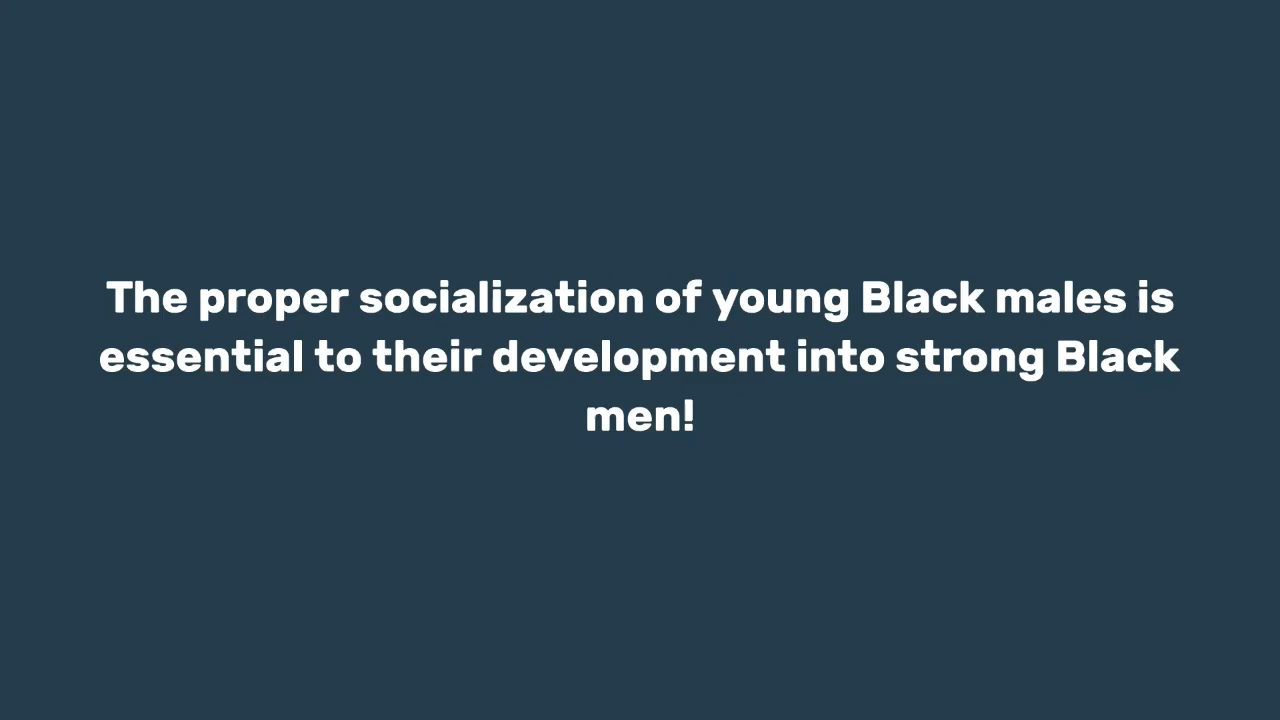 The proper socialization of young Black males is
essential to their development into strong Black
men!